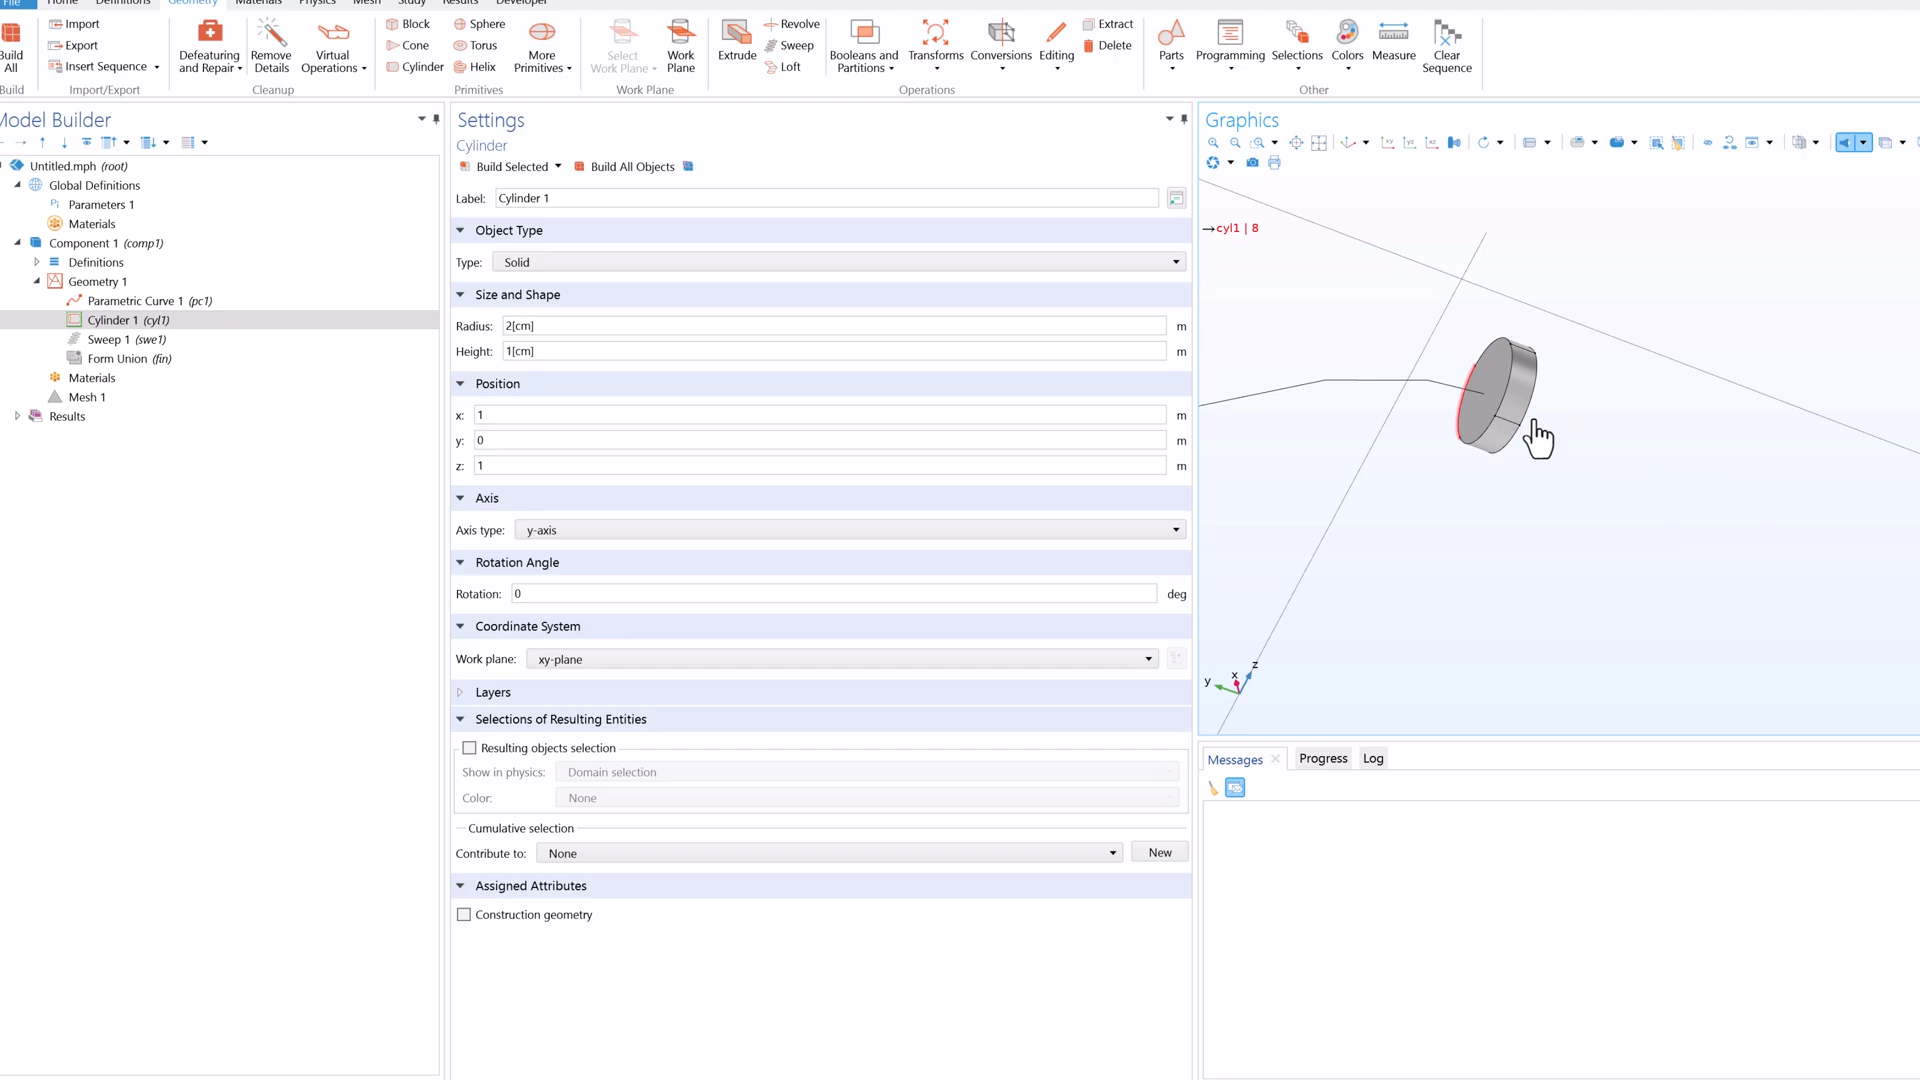 File Home Definitions Geometry Materials Physics Mesh Study Results Developer
Build All
Build
Import
Export
Insert Sequence
Import/Export
Defeaturing and Repair
Remove Details
Virtual Operations
Cleanup
Block
Cone
Cylinder
Sphere
Torus
Helix
More Primitives
Primitives
Select Work Plane
Work Plane
Work Plane
Extrude
Revolve
Sweep
Loft
Booleans and Partitions
Transforms
Conversions
Editing
Extract
Delete
Operations
Parts
Programming
Selections
Colors
Measure
Clear Sequence
Other
Model Builder
Untitled.mph (root)
Global Definitions
Pi Parameters 1
Materials
Component 1 (comp1)
Definitions
Geometry 1
Parametric Curve 1 (pc1)
Cylinder 1 (cyl1)
Sweep 1 (swe1)
Form Union (fin)
Materials
Mesh 1
Results
Settings
Cylinder
Build Selected
Build All Objects
Label: Cylinder 1
Object Type
Type: Solid
Size and Shape
Radius: 2[cm] m
Height: 1[cm] m
Position
x: 1 m
y: 0 m
z: 1 m
Axis
Axis type: y-axis
Rotation Angle
Rotation: 0 deg
Coordinate System
Work plane: xy-plane
Layers
Selections of Resulting Entities
Resulting objects selection
Show in physics: Domain selection
Color: None
Cumulative selection
Contribute to: None New
Assigned Attributes
Construction geometry
Graphics
xy yz xz
→cyl1 | 8
y x z
Messages Progress Log